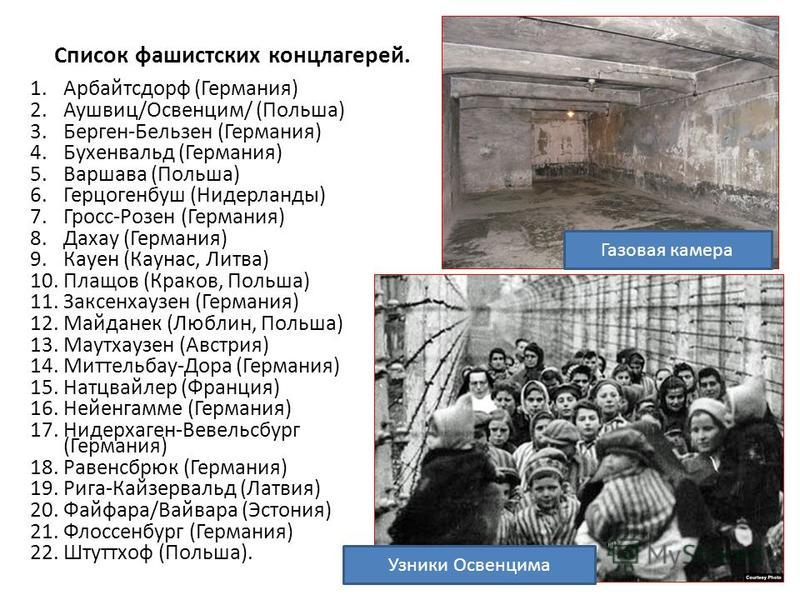 Список фашистских концлагерей.
1. Арбайтсдорф (Германия)
2. Аушвиц/Освенцим/ (Польша)
3. Берген-Бельзен (Германия)
4. Бухенвальд (Германия)
5. Варшава (Польша)
6. Герцогенбуш (Нидерланды)
7. Гросс-Розен (Германия)
8. Дахау (Германия)
9. Кауен (Каунас, Литва)
10. Плащов (Краков, Польша)
11. Заксенхаузен (Германия)
12. Майданек (Люблин, Польша)
13. Маутхаузен (Австрия)
14. Миттельбау-Дора (Германия)
15. Натцвайлер (Франция)
16. Нейенгамме (Германия)
17. Нидерхаген-Вевельсбург
(Германия)
18. Равенсбрюк (Германия)
19. Рига-Кайзервальд (Латвия)
20. Файфара/Вайвара (Эстония)
21. Флоссенбург (Германия)
22. Штуттхоф (Польша).
Газовая камера
Узники Освенцима
Courtesy Photo